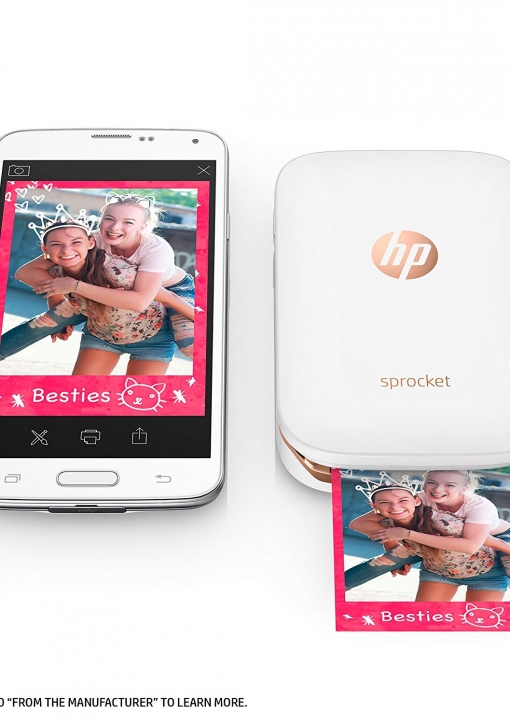 hp
sprocket
Besties
Besties
"FROM THE MANUFACTURER" TO LEARN MORE.